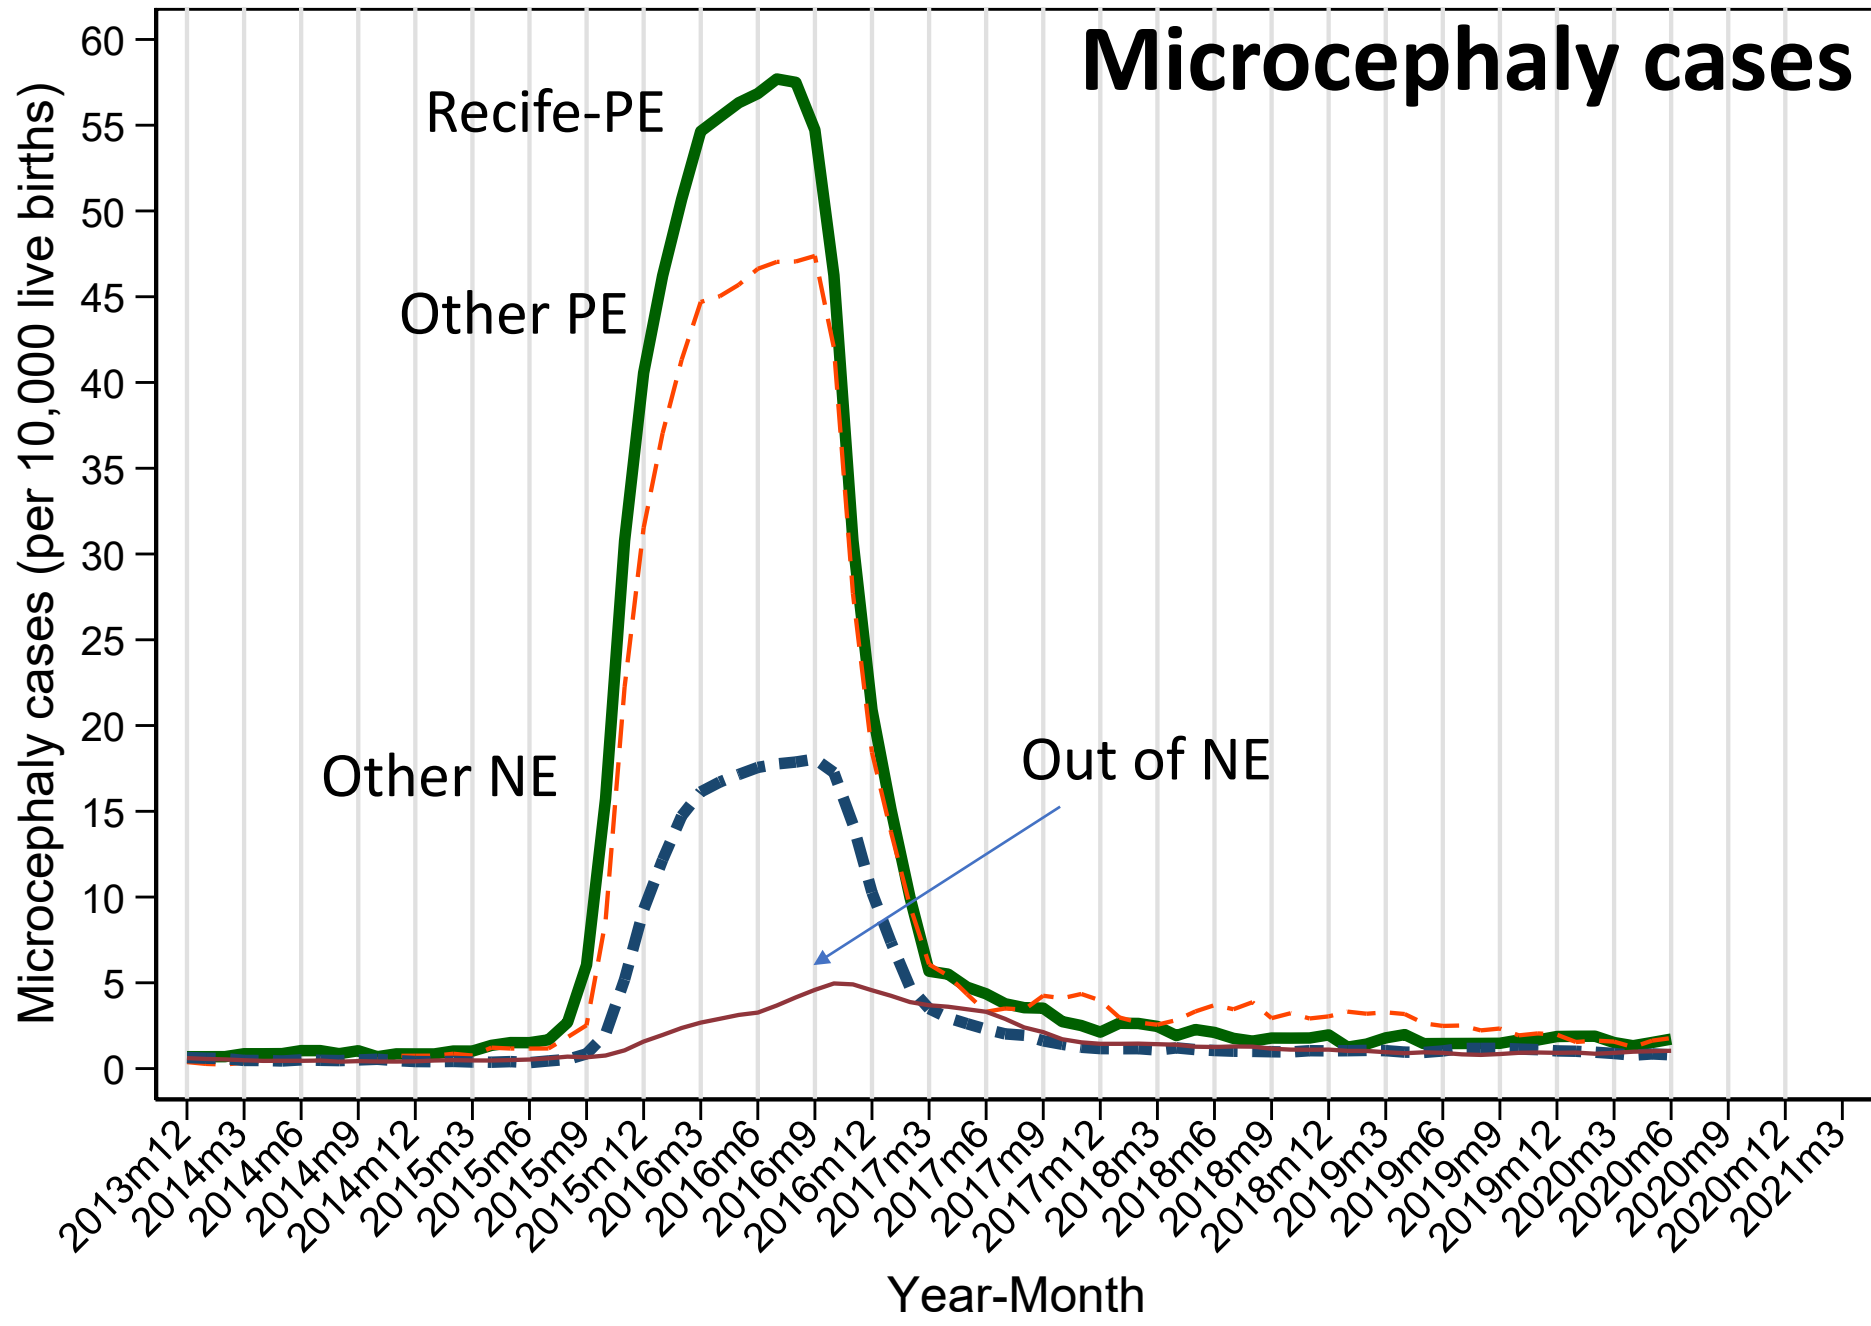 Microcephaly cases
Recife-PE
Other PE
Other NE
Out of NE
Microcephaly cases (per 10,000 live births)
60
55
50
45
40
35
30
25
20
15
10
5
0
2013m12
2014m3
2014m6
2014m9
2014m12
2015m3
2015m6
2015m9
2015m12
2016m3
2016m6
2016m9
2016m12
2017m3
2017m6
2017m9
2017m12
2018m3
2018m6
2018m9
2018m12
2019m3
2019m6
2019m9
2019m12
2020m3
2020m6
2020m9
2020m12
2021m3
Year-Month